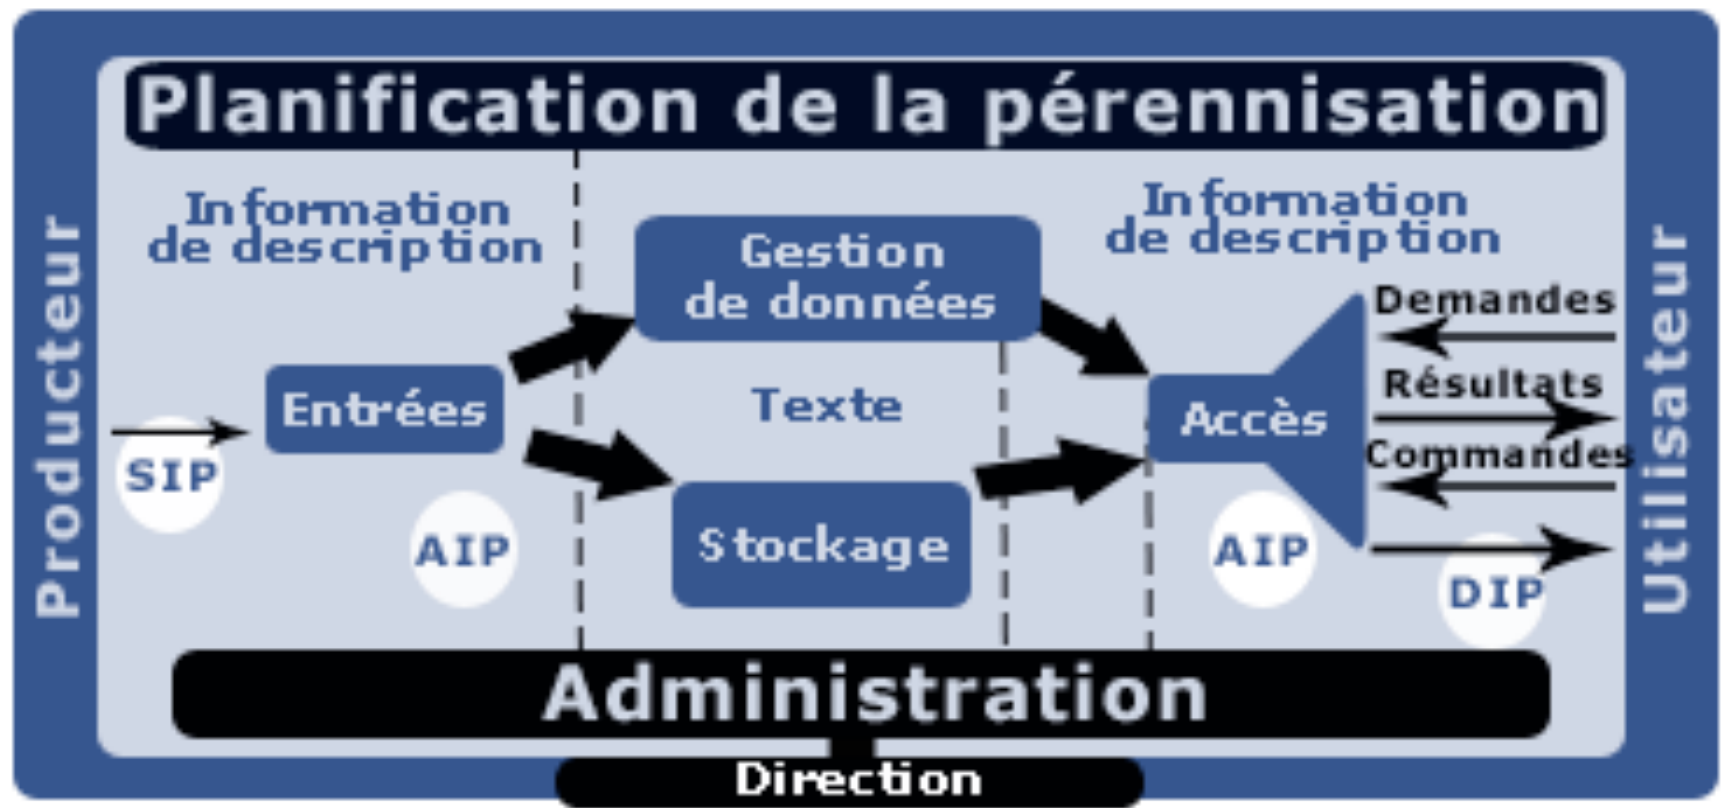 Planification de la pérennisation
Producteur
Information
de description
Gestion
de données
Information
de description
Utilisateur
Demandes
Entrées
Texte
Accès
Résultats
Commandes
SIP
AIP
Stockage
AIP
DIP
Administration
Direction